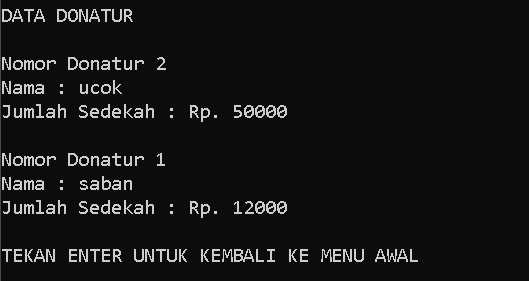 DATA DONATUR
Nomor Donatur 2
Nama : ucok
Jumlah Sedekah : Rp. 50000
Nomor Donatur 1
Nama : saban
Jumlah Sedekah : Rp. 12000
TEKAN ENTER UNTUK KEMBALI KE MENU AWAL